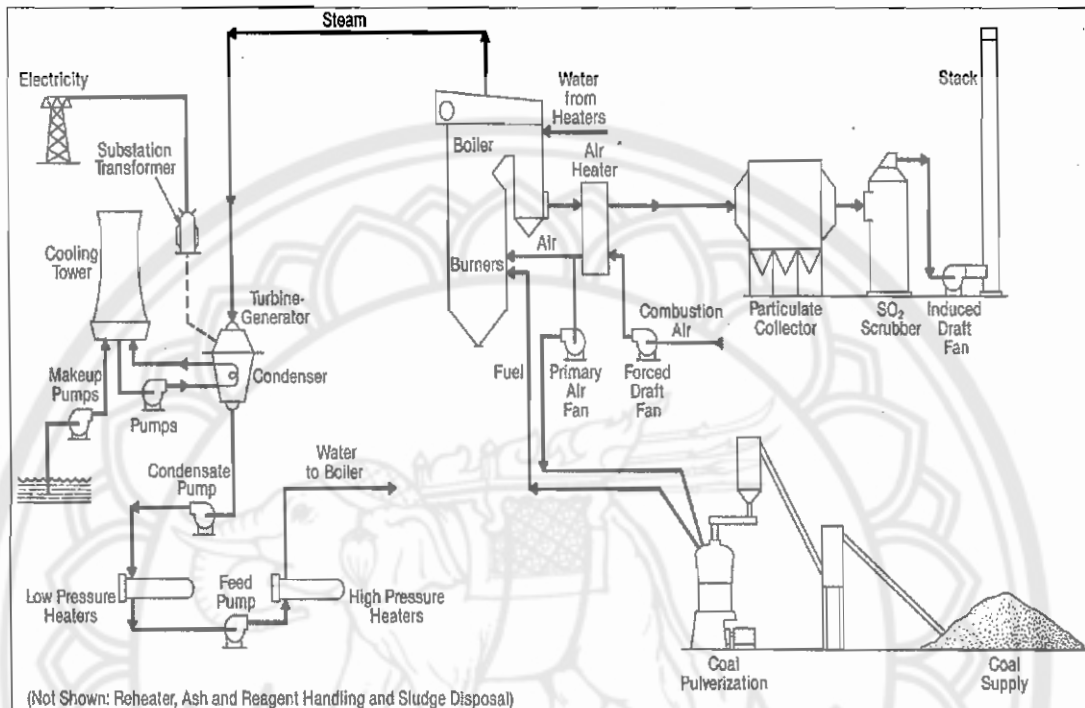 Steam
Electricity
Substation
Transformer
Cooling
Tower
Turbine-
Generator
Condenser
Makeup
Pumps
Pumps
Condensate
Pump
Water
to Boiler
Low Pressure
Heaters
Feed
Pump
High Pressure
Heaters
Boiler
Water
from
Heaters
Air
Heater
Air
Burners
Fuel
Primary
Air
Fan
Forced
Draft
Fan
Combustion
Air
Particulate
Collector
SO₂
Scrubber
Induced
Draft
Fan
Stack
Coal
Pulverization
Coal
Supply
(Not Shown: Reheater, Ash and Reagent Handling and Sludge Disposal)